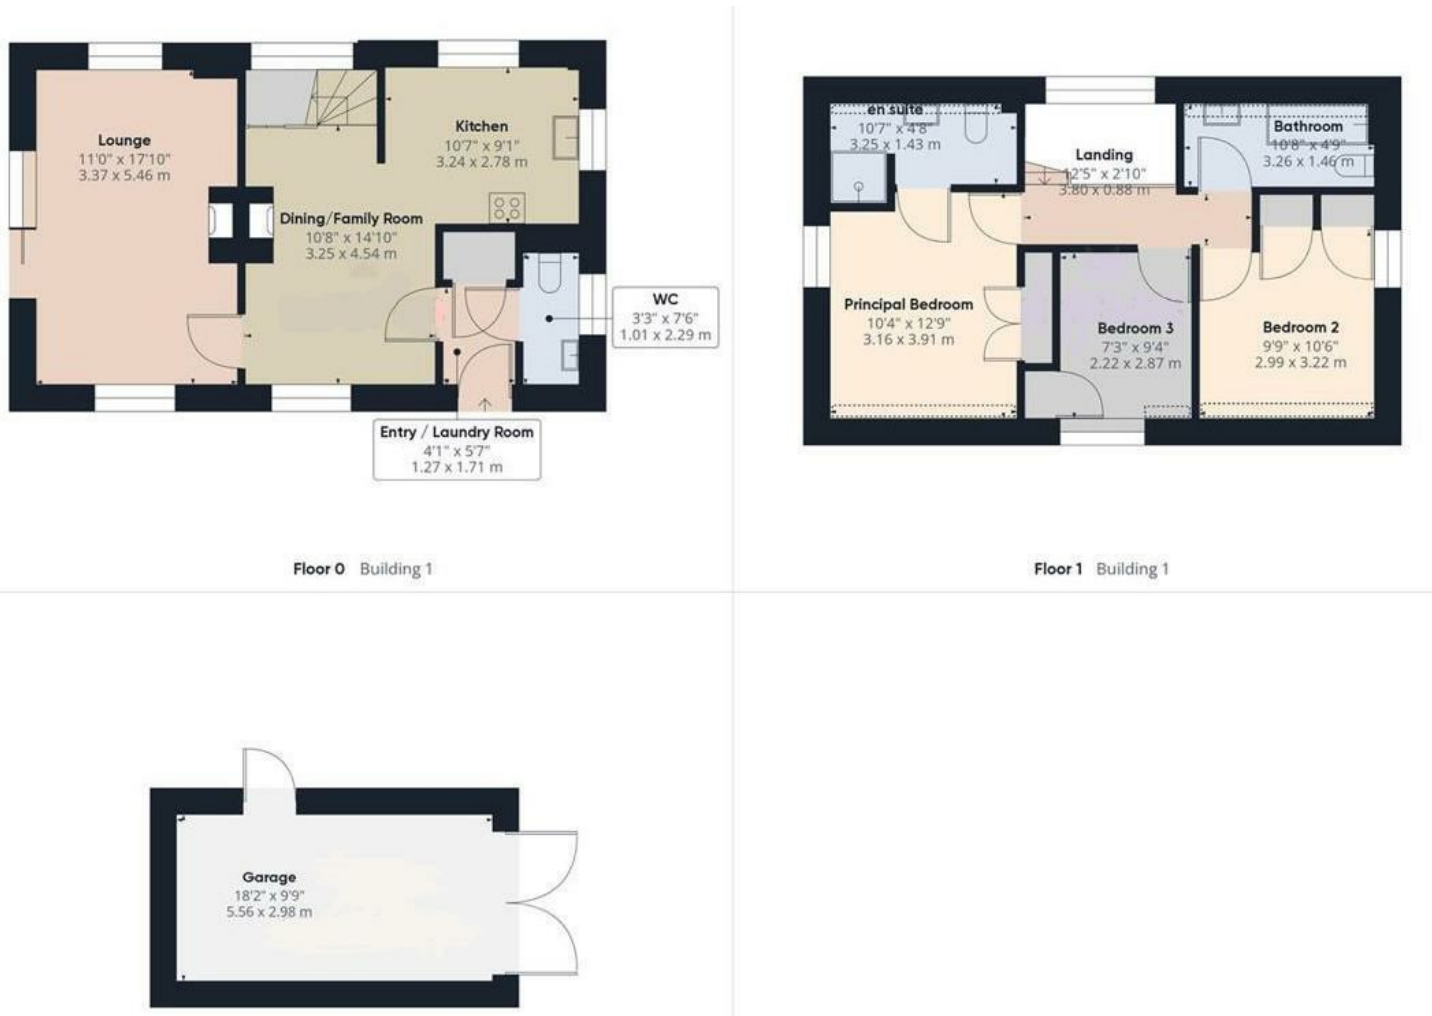 Lounge
11'0" x 17'10"
3.37 x 5.46 m
Kitchen
10'7" x 9'1"
3.24 x 2.78 m
Dining/Family Room
10'8" x 14'10"
3.25 x 4.54 m
WC
3'3" x 7'6"
1.01 x 2.29 m
Entry / Laundry Room
4'1" x 5'7"
1.27 x 1.71 m
Floor 0 Building 1
en suite
10'7" x 4'8"
3.25 x 1.43 m
Landing
12'5" x 2'10"
3.80 x 0.88 m
Bathroom
10'8" x 4'9"
3.26 x 1.46 m
Principal Bedroom
10'4" x 12'9"
3.16 x 3.91 m
Bedroom 3
7'3" x 9'4"
2.22 x 2.87 m
Bedroom 2
9'9" x 10'6"
2.99 x 3.22 m
Floor 1 Building 1
Garage
18'2" x 9'9"
5.56 x 2.98 m